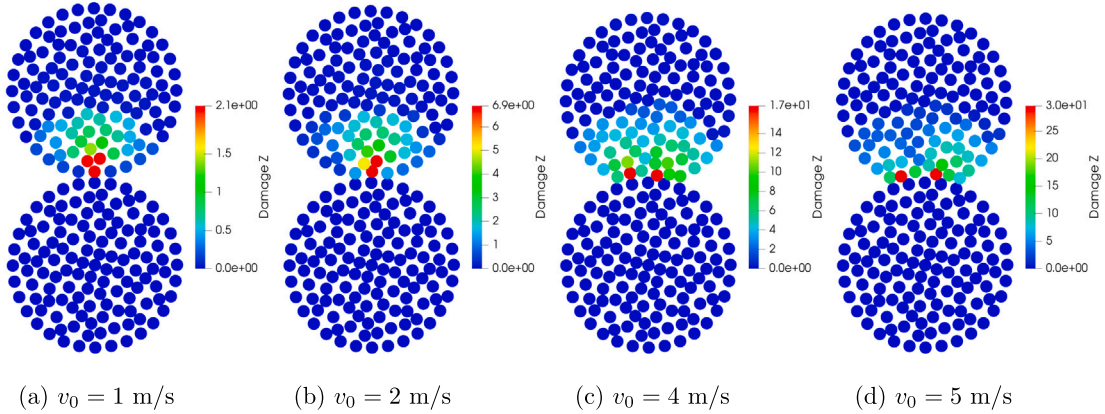 2.1e+00
1.5
1
0.5
0.0e+00
Damage Z
6.9e+00
6
5
4
3
2
1
0.0e+00
Damage Z
1.7e+01
14
12
10
8
6
4
2
0.0e+00
Damage Z
3.0e+01
25
20
15
10
5
0.0e+00
Damage Z
(a) v₀ = 1 m/s
(b) v₀ = 2 m/s
(c) v₀ = 4 m/s
(d) v₀ = 5 m/s